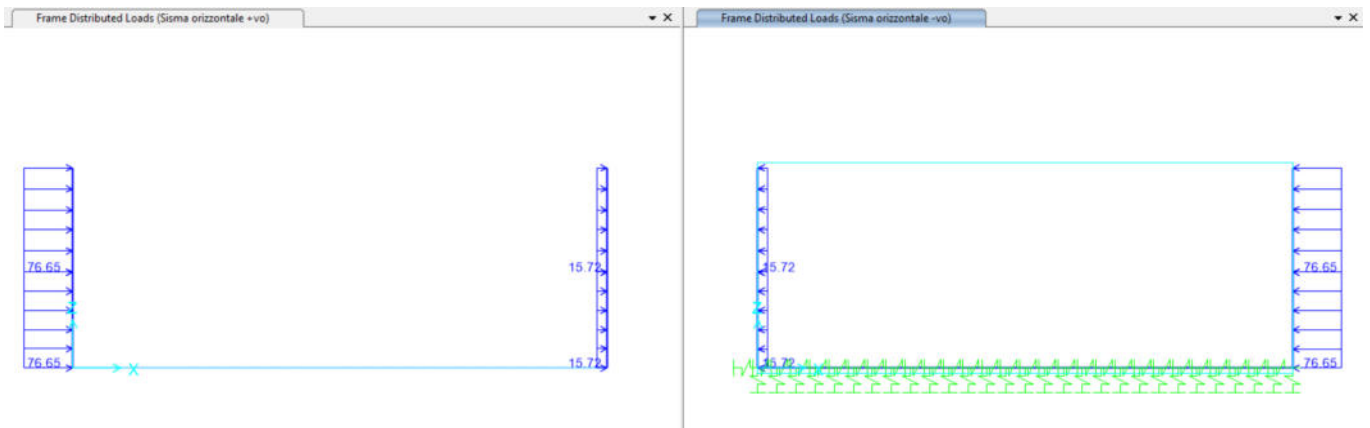 Frame Distributed Loads (Sisma orizzontale +vo)
76.65
15.72
Z
76.65
15.72
X
Frame Distributed Loads (Sisma orizzontale -vo)
15.72
76.65
Z
15.72
76.65
X